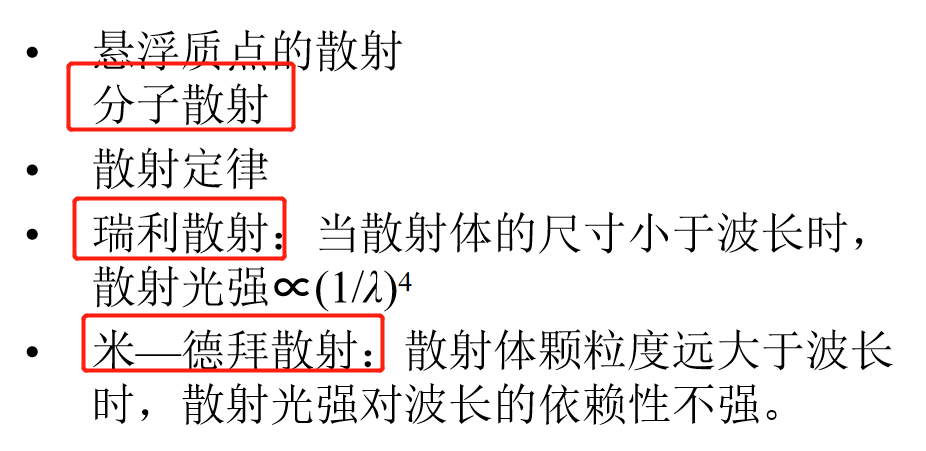 • 悬浮质点的散射
分子散射
• 散射定律
• 瑞利散射：当散射体的尺寸小于波长时，
散射光强∝(1/λ)⁴
• 米—德拜散射：散射体颗粒度远大于波长
时，散射光强对波长的依赖性不强。